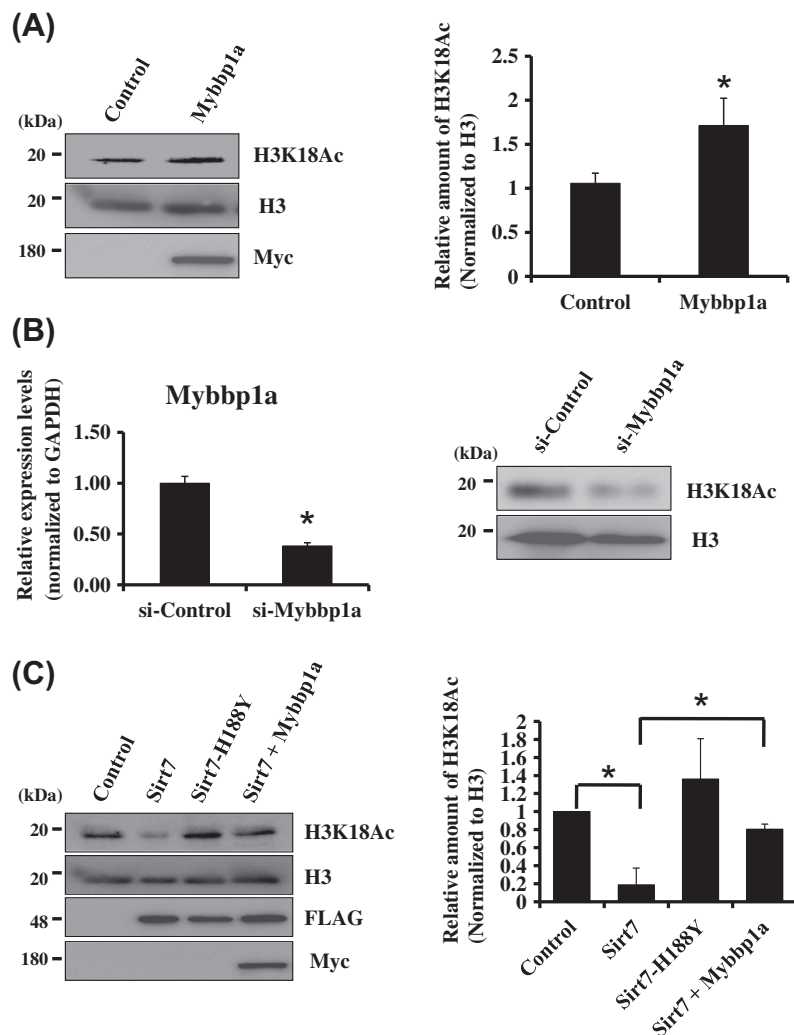 (A)
Control
Mybbp1a
(kDa)
20
H3K18Ac
20
H3
180
Myc
Relative amount of H3K18Ac
(Normalized to H3)
2.5
2
1.5
1
0.5
0
*
Control
Mybbp1a
(B)
Mybbp1a
Relative expression levels
(normalized to GAPDH)
1.50
1.00
0.50
0.00
*
si-Control
si-Mybbp1a
si-Control
si-Mybbp1a
(kDa)
20
H3K18Ac
20
H3
(C)
Control
Sirt7
Sirt7-H188Y
Sirt7 + Mybbp1a
(kDa)
20
H3K18Ac
20
H3
48
FLAG
180
Myc
Relative amount of H3K18Ac
(Normalized to H3)
2
1.8
1.6
1.4
1.2
1
0.8
0.6
0.4
0.2
0
*
*
Control
Sirt7
Sirt7-H188Y
Sirt7 + Mybbp1a